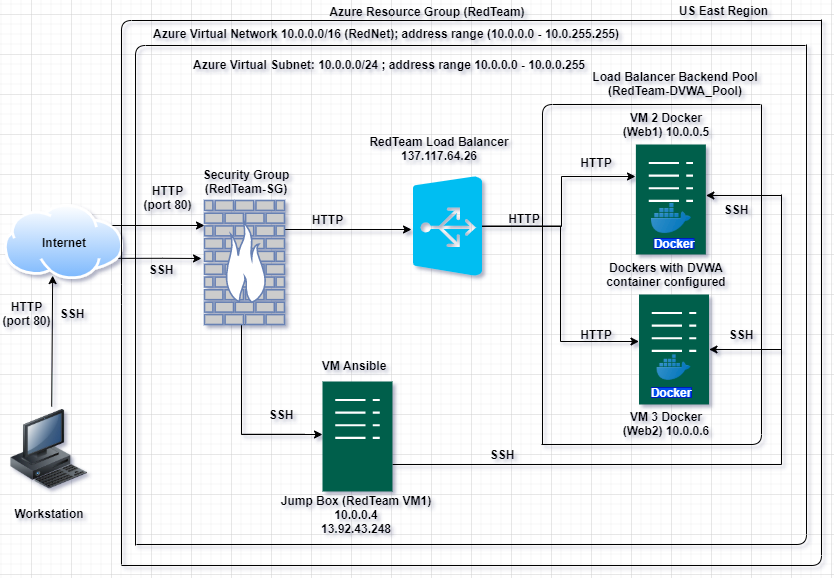 Azure Resource Group (RedTeam)
US East Region
Azure Virtual Network 10.0.0.0/16 (RedNet); address range (10.0.0.0 - 10.0.255.255)
Azure Virtual Subnet: 10.0.0.0/24 ; address range 10.0.0.0 - 10.0.0.255
Load Balancer Backend Pool
(RedTeam-DVWA_Pool)
VM 2 Docker
(Web1) 10.0.0.5
RedTeam Load Balancer
137.117.64.26
Security Group
(RedTeam-SG)
HTTP
(port 80)
HTTP
HTTP
HTTP
SSH
Docker
Internet
SSH
Dockers with DVWA
container configured
HTTP
(port 80)
SSH
HTTP
SSH
Docker
VM Ansible
SSH
VM 3 Docker
(Web2) 10.0.0.6
SSH
Jump Box (RedTeam VM1)
10.0.0.4
13.92.43.248
Workstation